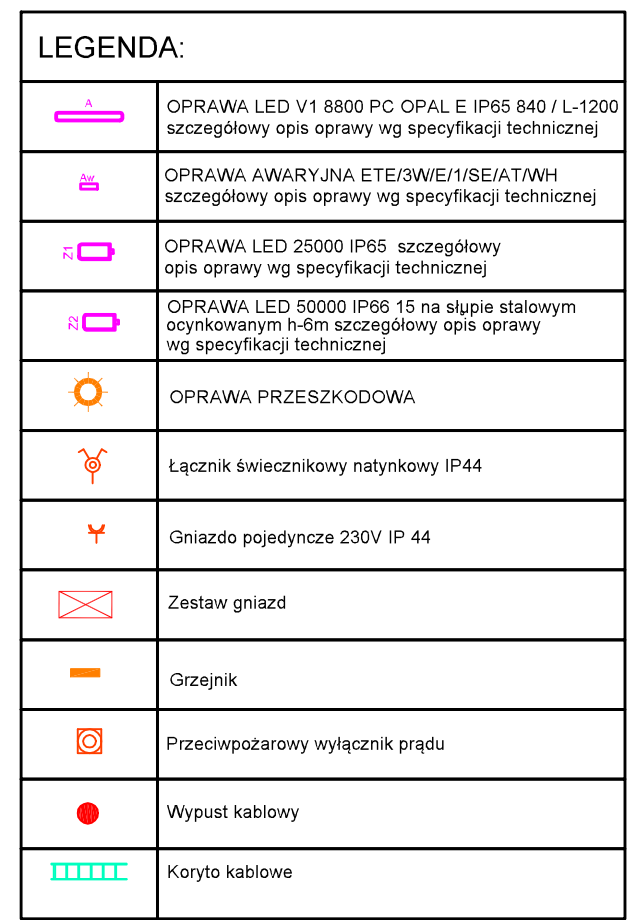 LEGENDA:
A
OPRAWA LED V1 8800 PC OPAL E IP65 840 / L-1200
szczegółowy opis oprawy wg specyfikacji technicznej
Aw
OPRAWA AWARYJNA ETE/3W/E/1/SE/AT/WH
szczegółowy opis oprawy wg specyfikacji technicznej
Z1
OPRAWA LED 25000 IP65 szczegółowy
opis oprawy wg specyfikacji technicznej
Z2
OPRAWA LED 50000 IP66 15 na słupie stalowym
ocynkowanym h-6m szczegółowy opis oprawy
wg specyfikacji technicznej
OPRAWA PRZESZKODOWA
Łącznik świecznikowy natynkowy IP44
Gniazdo pojedyncze 230V IP 44
Zestaw gniazd
Grzejnik
Przeciwpożarowy wyłącznik prądu
Wypust kablowy
Koryto kablowe